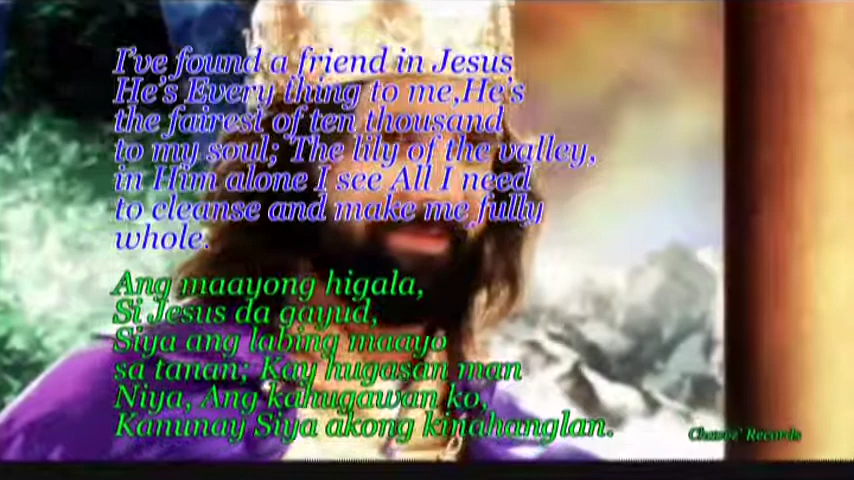 I've found a friend in Jesus
He's Every thing to me,He's
the fairest of ten thousand
to my soul; The lily of the valley,
in Him alone I see All I need
to cleanse and make me fully
whole.
Ang maayong higala,
Si Jesus da gayud,
Siya ang labing maayo
sa tanan; Kay hugasan man
Niya, Ang kahugawan ko,
Kanunay Siya akong kinahanglan.
Records